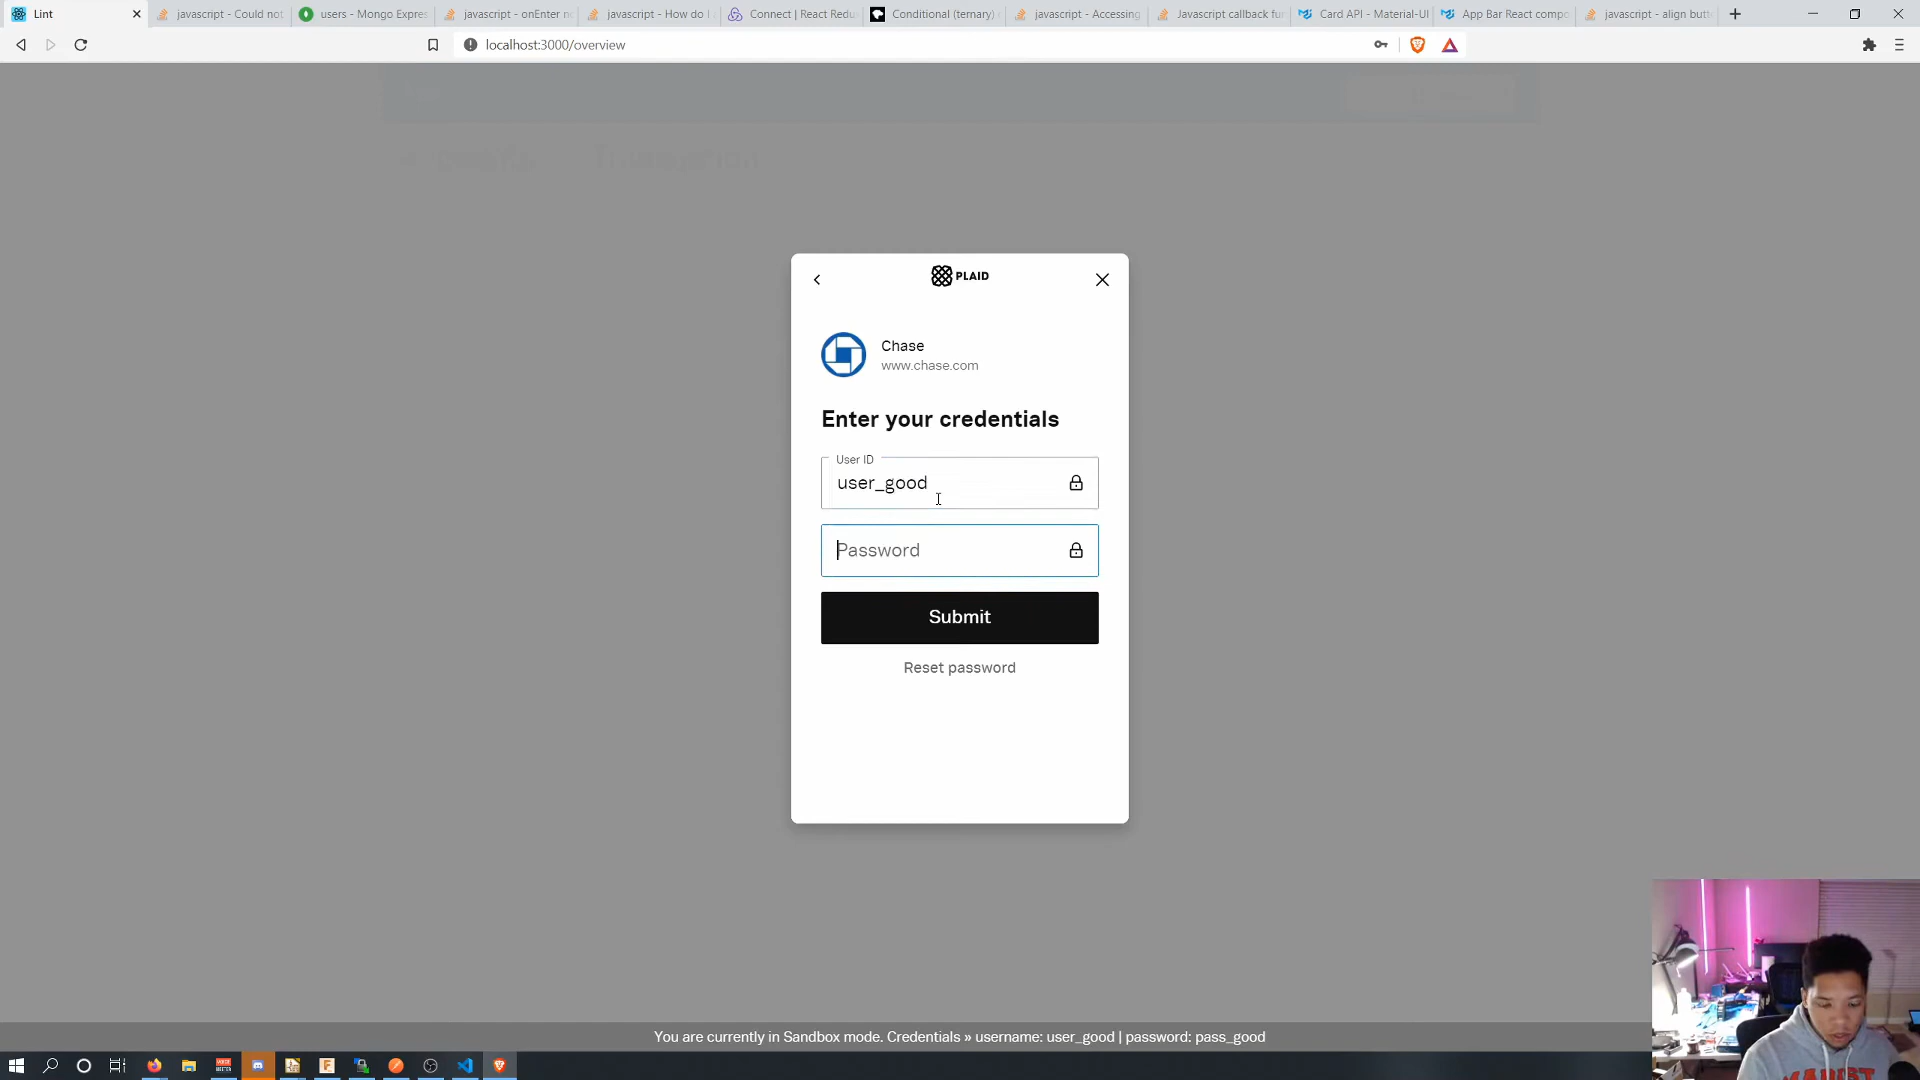 Lint
javascript - Could not
users - Mongo Expres
javascript - onEnter n
javascript - How do I
Connect | React Redu
Conditional (ternary)
javascript - Accessing
Javascript callback fun
Card API - Material-UI
App Bar React compo
javascript - align butt
localhost:3000/overview
PLAID
Chase
www.chase.com
Enter your credentials
User ID
user_good
Password
Submit
Reset password
You are currently in Sandbox mode. Credentials » username: user_good | password: pass_good